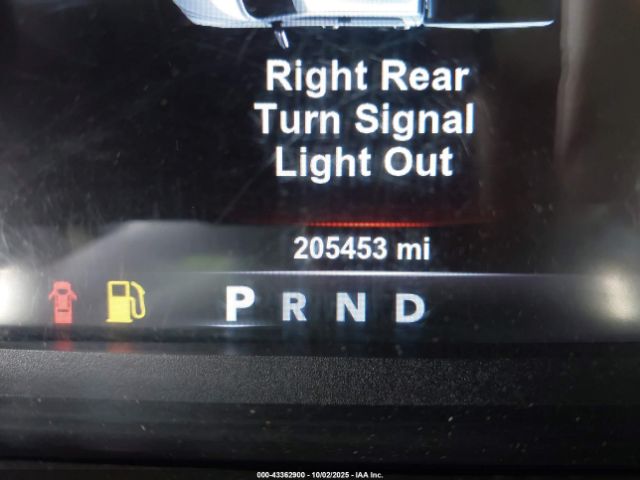 Right Rear
Turn Signal
Light Out
205453 mi
P R N D
000-43362900 - 10/02/2025 - IAA Inc.